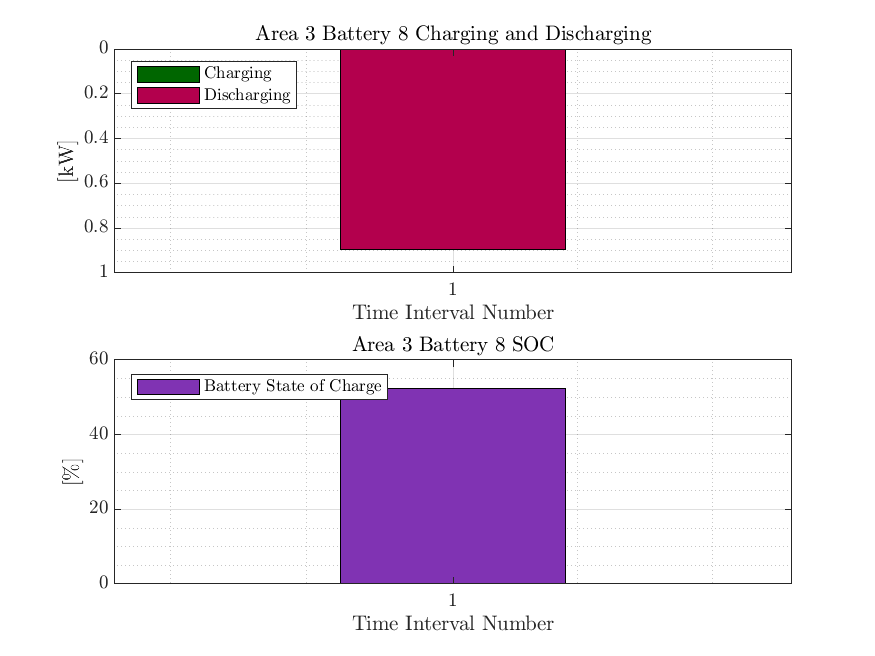 Area 3 Battery 8 Charging and Discharging
0
0.2
0.4
0.6
0.8
1
[kW]
Charging
Discharging
1
Time Interval Number
Area 3 Battery 8 SOC
60
40
20
0
[%]
Battery State of Charge
1
Time Interval Number